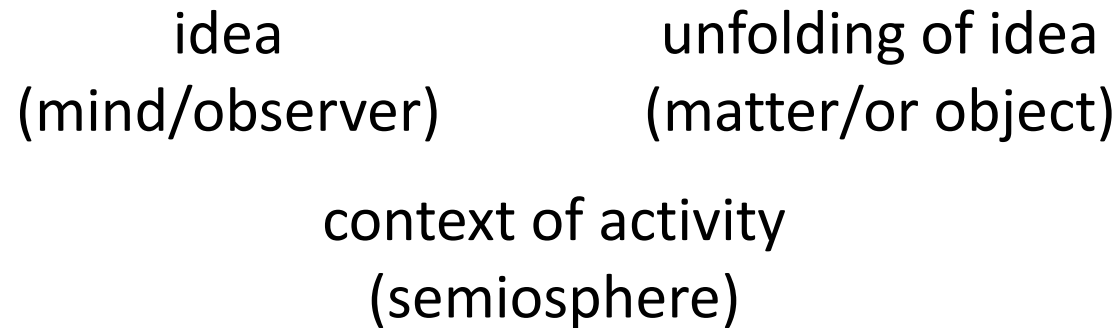 idea
(mind/observer)
unfolding of idea
(matter/or object)
context of activity
(semiosphere)